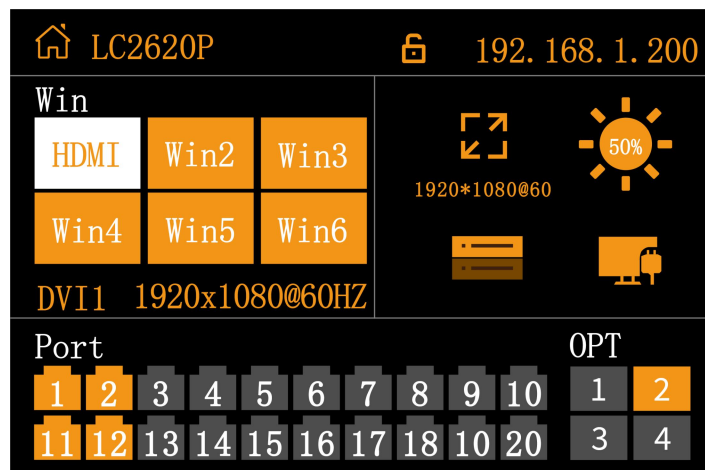 LC2620P 192.168.1.200
Win
HDMI Win2 Win3
50%
1920*1080@60
Win4 Win5 Win6
DVI1 1920x1080@60HZ
Port OPT
1 2 3 4 5 6 7 8 9 10 1 2
11 12 13 14 15 16 17 18 10 20 3 4